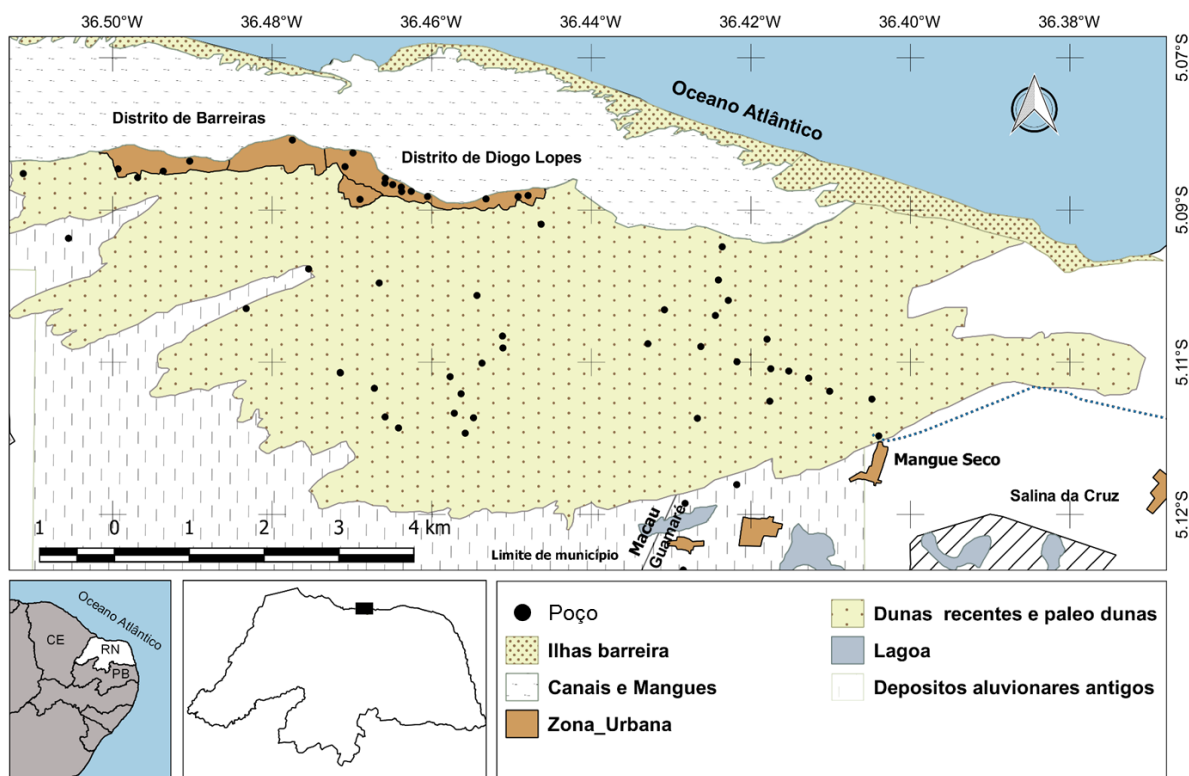 36.50°W 36.48°W 36.46°W 36.44°W 36.42°W 36.40°W 36.38°W
5.07°S
Oceano Atlântico
Distrito de Barreiras
Distrito de Diogo Lopes
5.09°S
5.11°S
Mangue Seco
Salina da Cruz
5.12°S
1 0 1 2 3 4 km
Macau
Guamaré
Limite de município
Oceano Atlântico
CE
RN
PB
Poço
Ilhas barreira
Canais e Mangues
Zona_Urbana
Dunas recentes e paleo dunas
Lagoa
Depositos aluvionares antigos